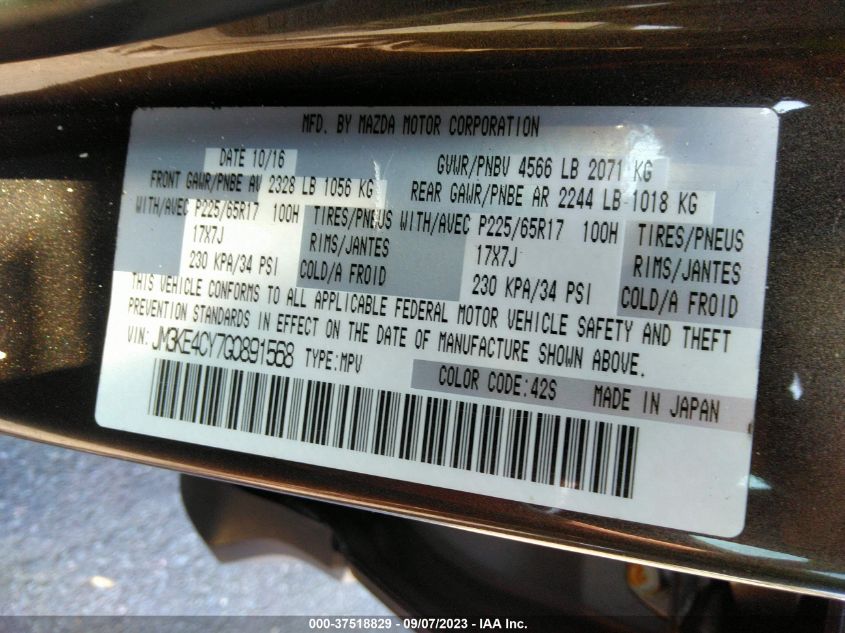 MFD. BY MAZDA MOTOR CORPORATION
DATE 10/16
GVWR/PNBV 4566 LB 2071 KG
FRONT GAWR/PNBE AV 2328 LB 1056 KG
REAR GAWR/PNBE AR 2244 LB 1018 KG
WITH/AVEC P225/65R17 100H TIRES/PNEUS WITH/AVEC P225/65R17 100H TIRES/PNEUS
17X7J RIMS/JANTES 17X7J RIMS/JANTES
230 KPA/34 PSI COLD/A FROID 230 KPA/34 PSI COLD/A FROID
THIS VEHICLE CONFORMS TO ALL APPLICABLE FEDERAL MOTOR VEHICLE SAFETY AND THEFT
PREVENTION STANDARDS IN EFFECT ON THE DATE OF MANUFACTURE SHOWN ABOVE.
VIN: JM3KE4CY7G0891568 TYPE:MPV
COLOR CODE:42S MADE IN JAPAN
000-37518829 - 09/07/2023 - IAA Inc.